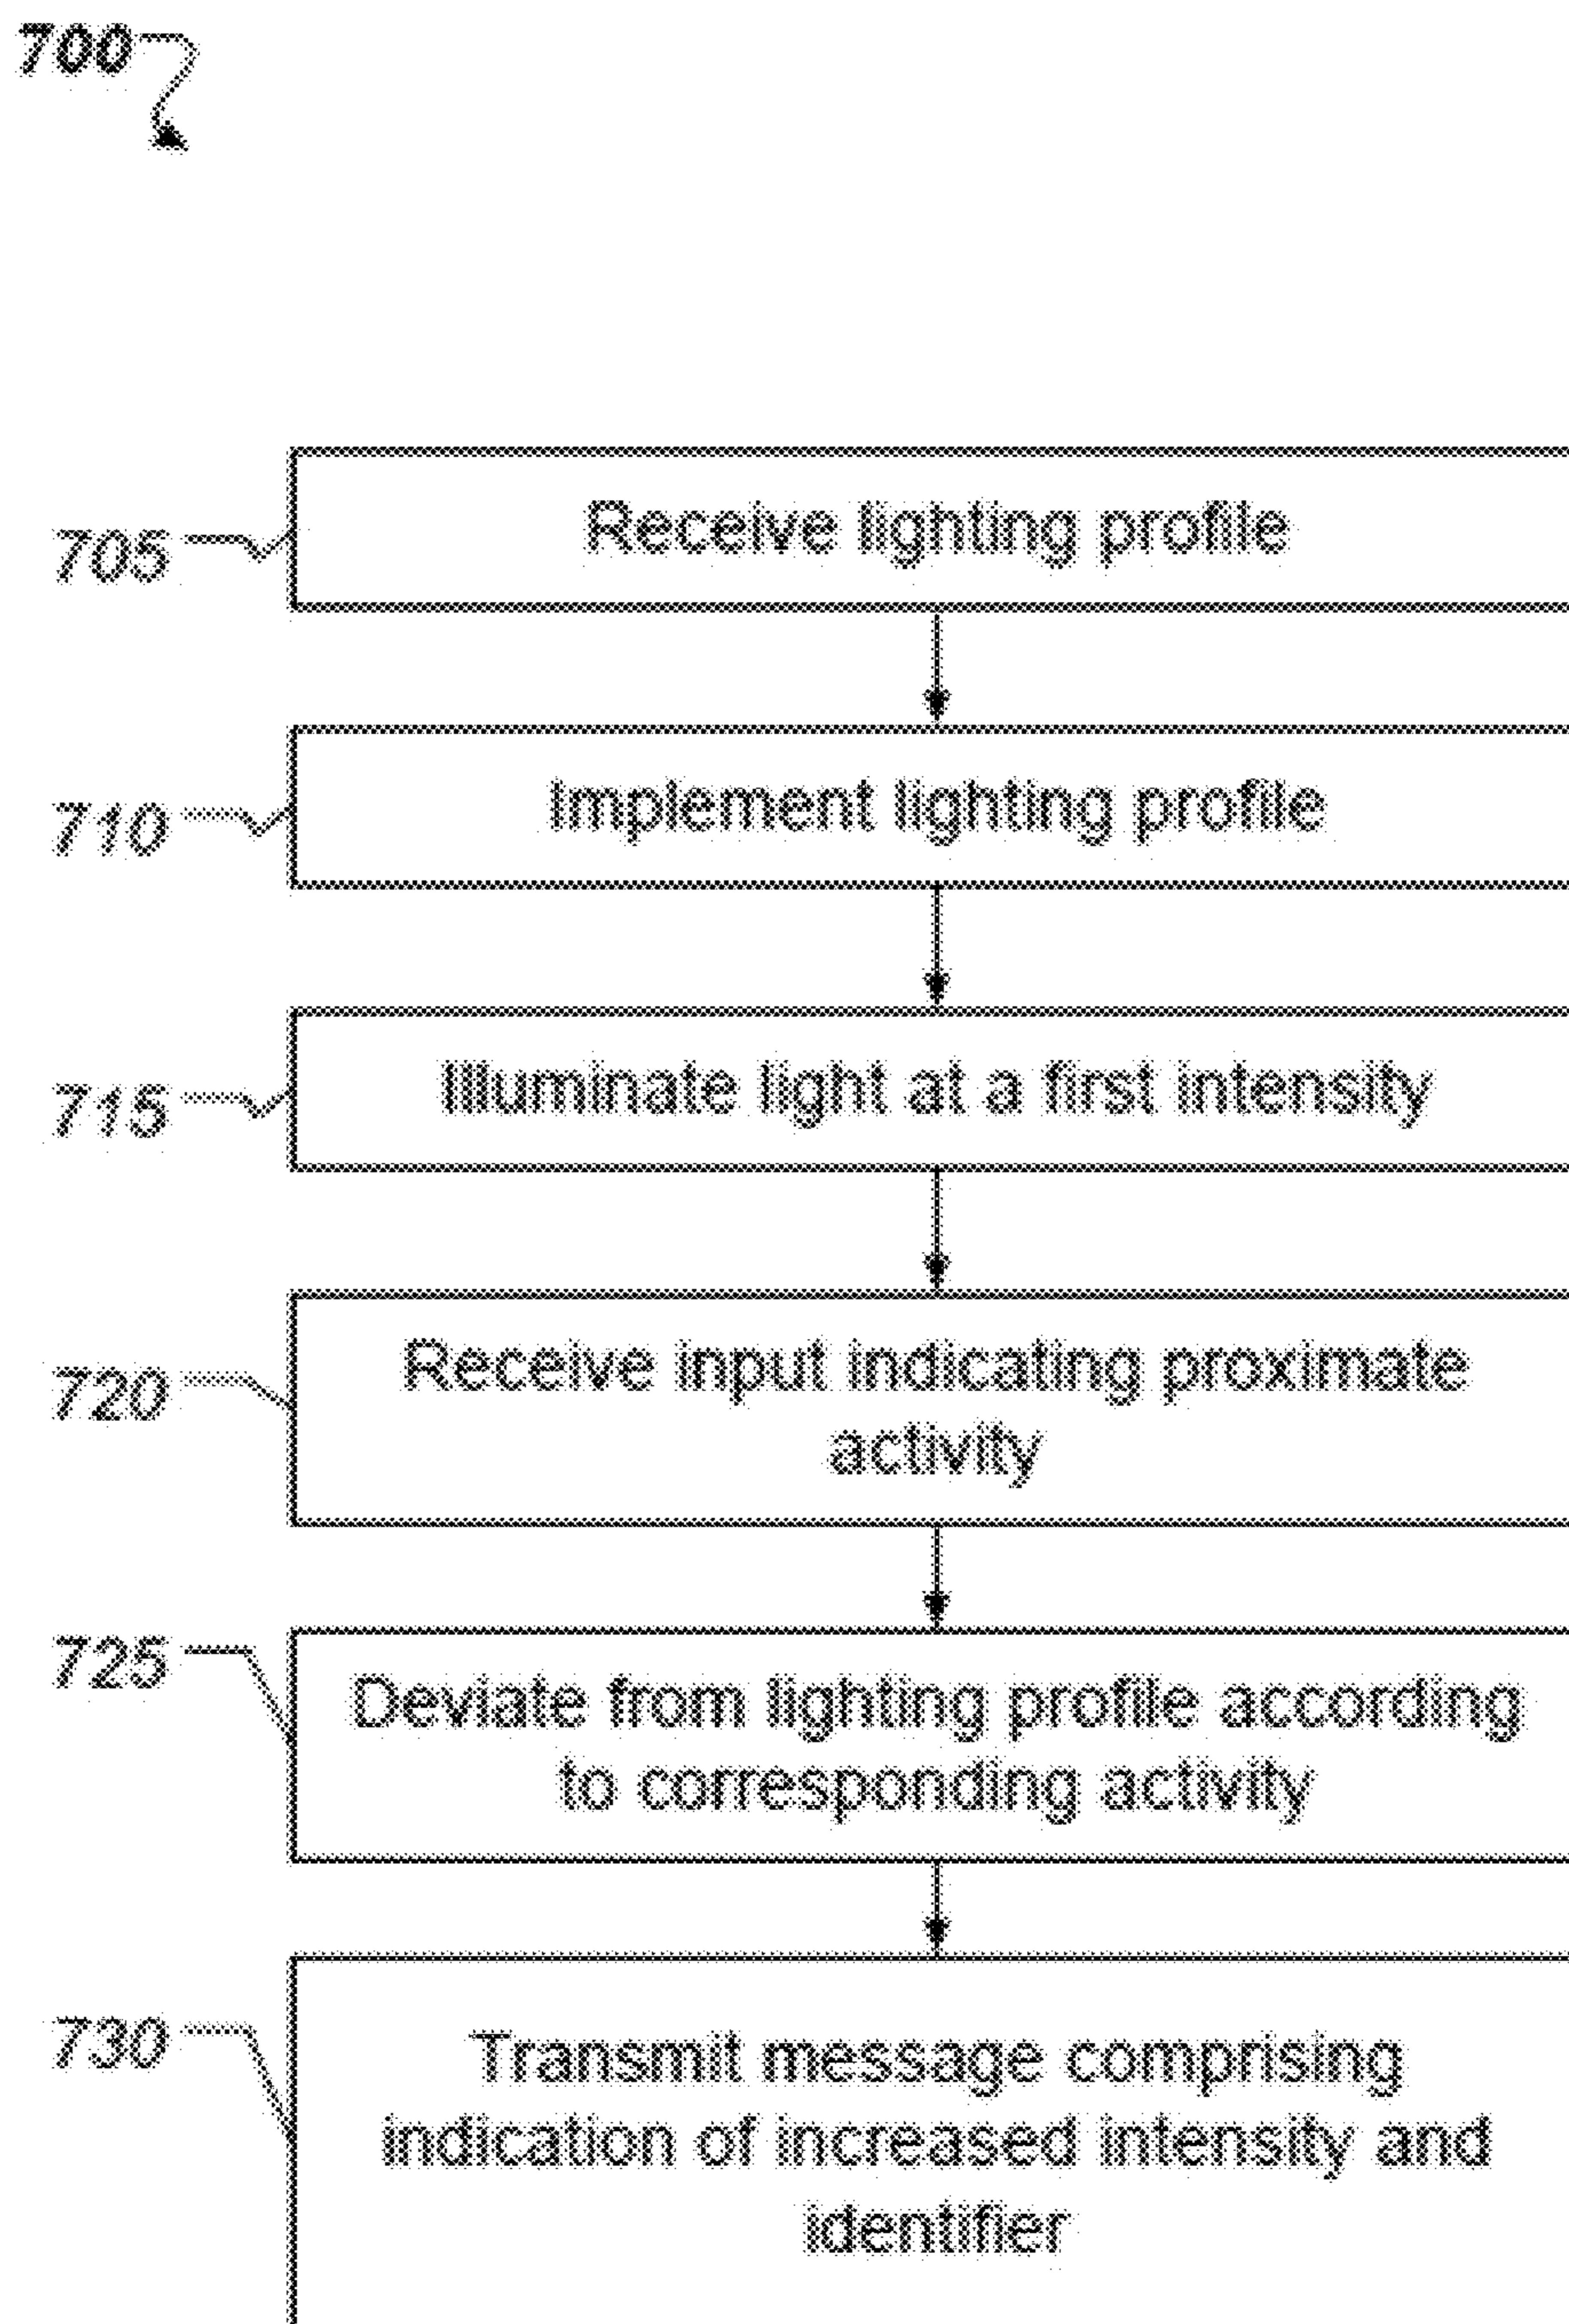 700
705
Receive lighting profile
710
Implement lighting profile
715
Illuminate light at a first intensity
720
Receive input indicating proximate
activity
725
Deviate from lighting profile according
to corresponding activity
730
Transmit message comprising
indication of increased intensity and
identifier